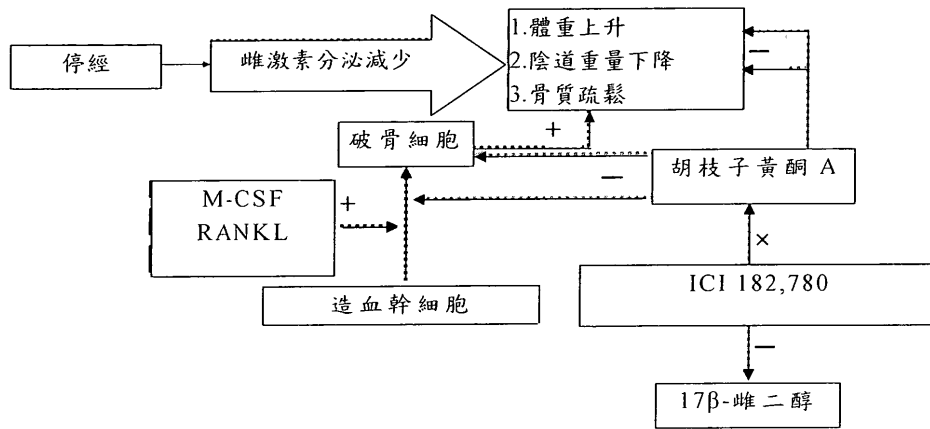 停經
雌激素分泌減少
1.體重上升
2.陰道重量下降
3.骨質疏鬆
−
+
破骨細胞
−
胡枝子黃酮 A
M-CSF
RANKL
+
×
ICI 182,780
造血幹細胞
−
17β-雌二醇